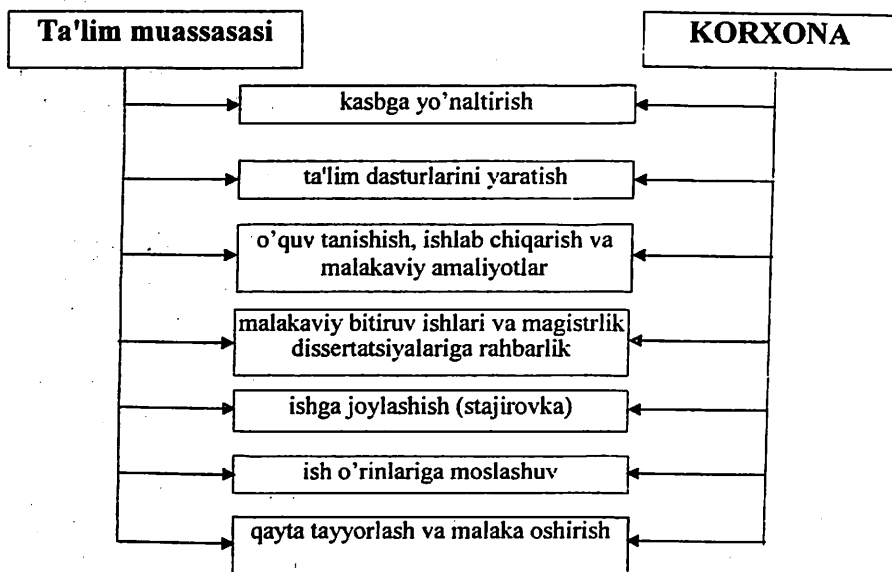 Ta'lim muassasasi
KORXONA
kasbga yo’naltirish
ta'lim dasturlarini yaratish
o’quv tanishish, ishlab chiqarish va
malakaviy amaliyotlar
malakaviy bitiruv ishlari va magistrlik
dissertatsiyalariga rahbarlik
ishga joylashish (stajirovka)
ish o’rinlariga moslashuv
qayta tayyorlash va malaka oshirish